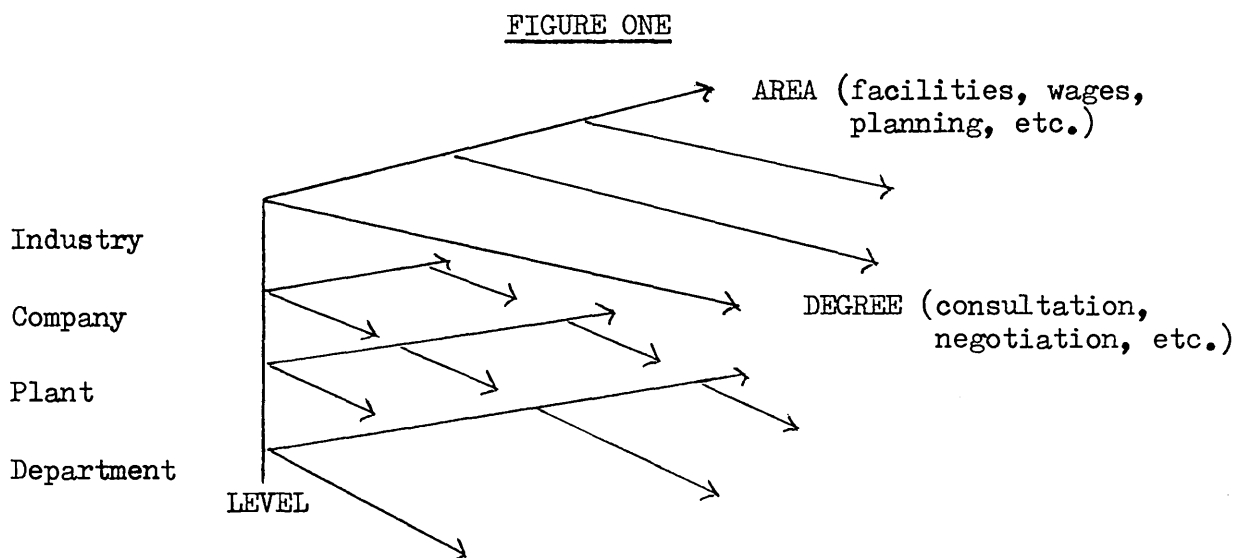 FIGURE ONE
AREA (facilities, wages,
planning, etc.)
Industry
Company
DEGREE (consultation,
negotiation, etc.)
Plant
Department
LEVEL